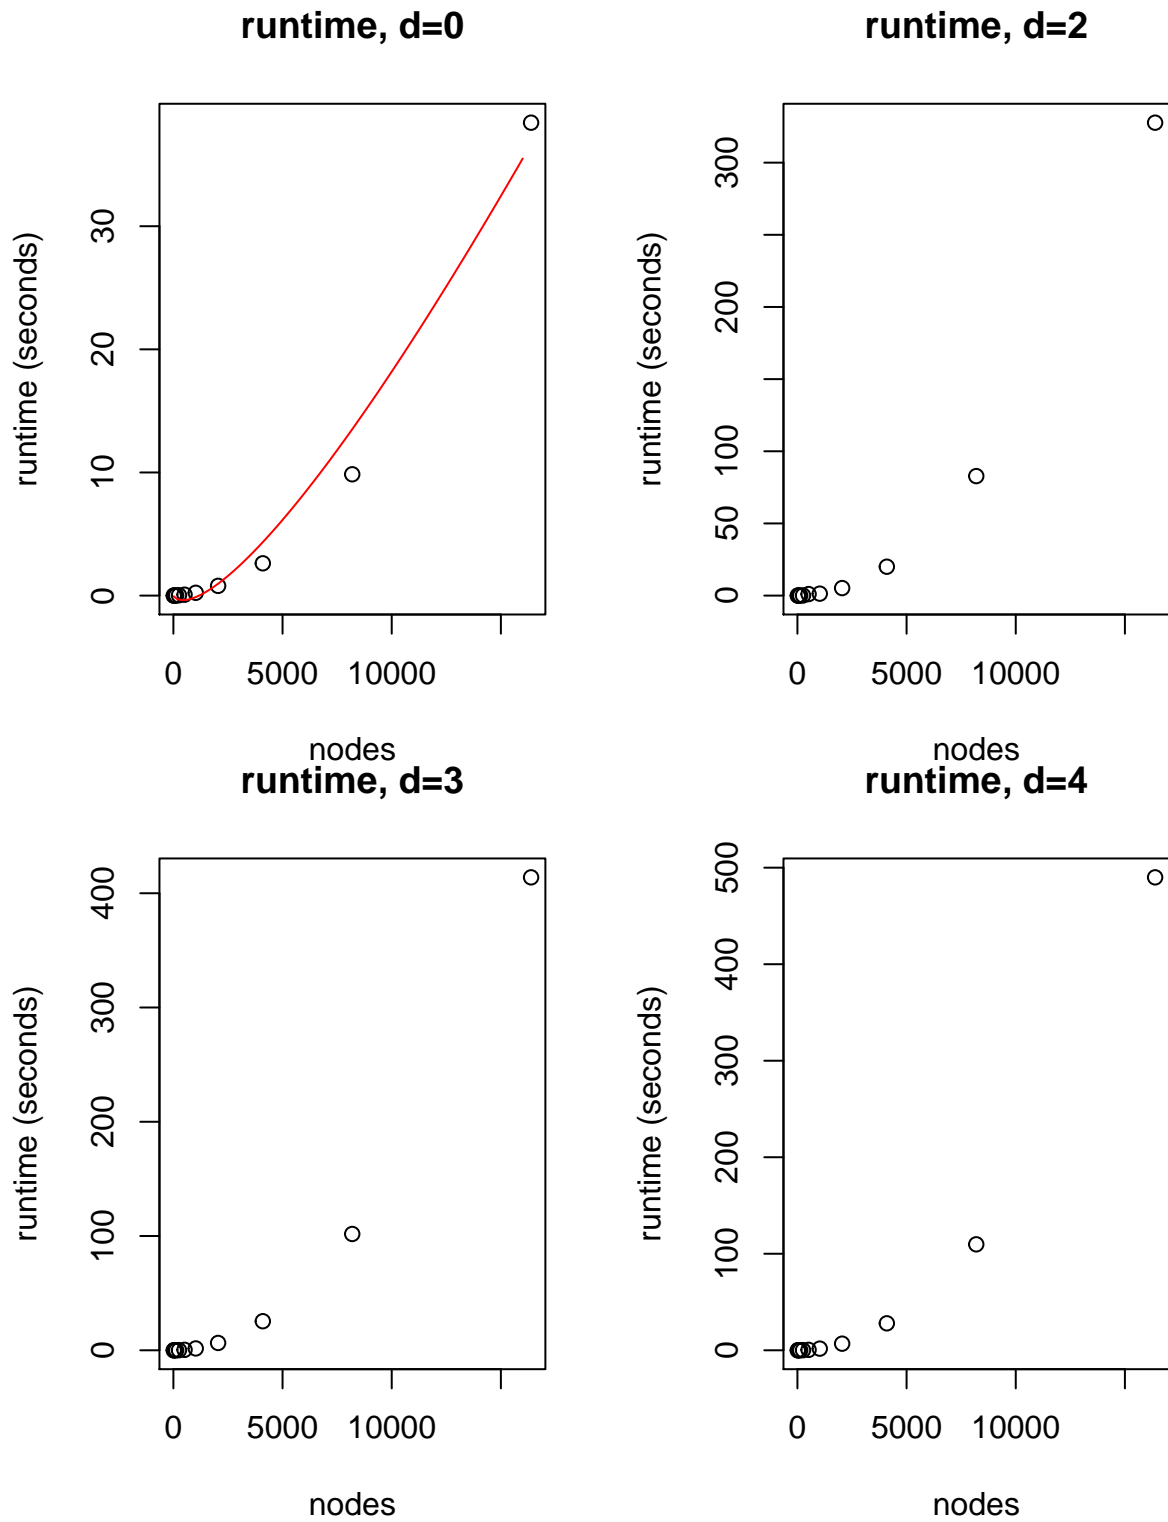 runtime, d=0
runtime (seconds)
30
20
10
0
0 5000 10000
nodes
runtime, d=2
runtime (seconds)
300
200
100
50
0
0 5000 10000
nodes
runtime, d=3
runtime (seconds)
400
300
200
100
0
0 5000 10000
nodes
runtime, d=4
runtime (seconds)
500
400
300
200
100
0
0 5000 10000
nodes